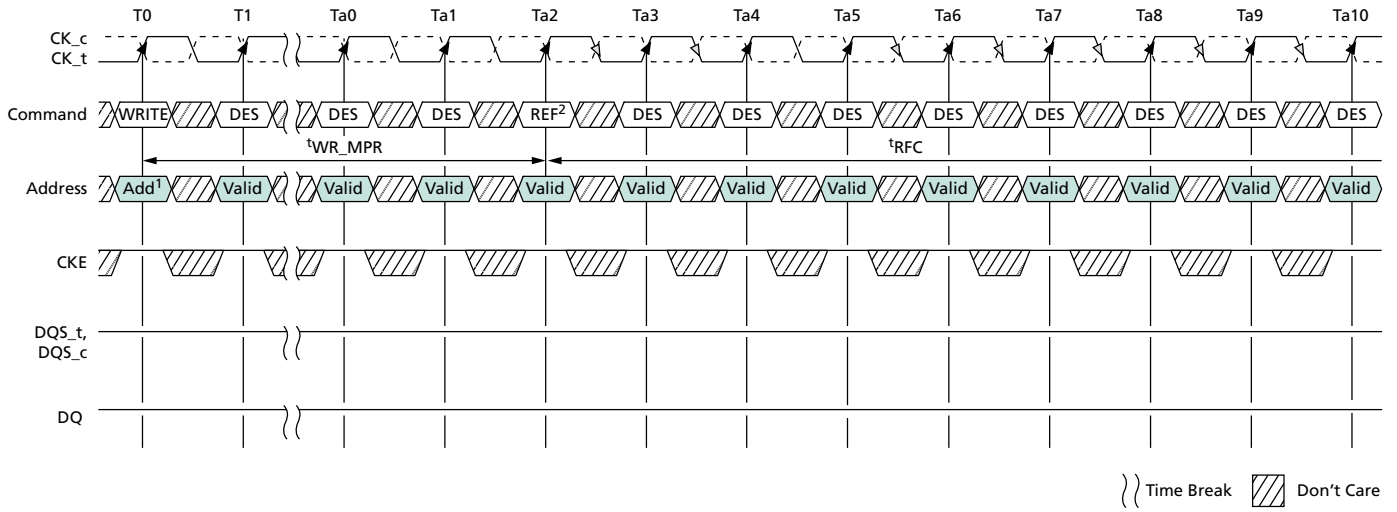 T0 T1 Ta0 Ta1 Ta2 Ta3 Ta4 Ta5 Ta6 Ta7 Ta8 Ta9 Ta10
CK_c
CK_t
Command WRITE DES DES DES REF2 DES DES DES DES DES DES DES DES
tWR_MPR tRFC
Address Add1 Valid Valid Valid Valid Valid Valid Valid Valid Valid Valid Valid Valid
CKE
DQS_t,
DQS_c
DQ
Time Break Don't Care